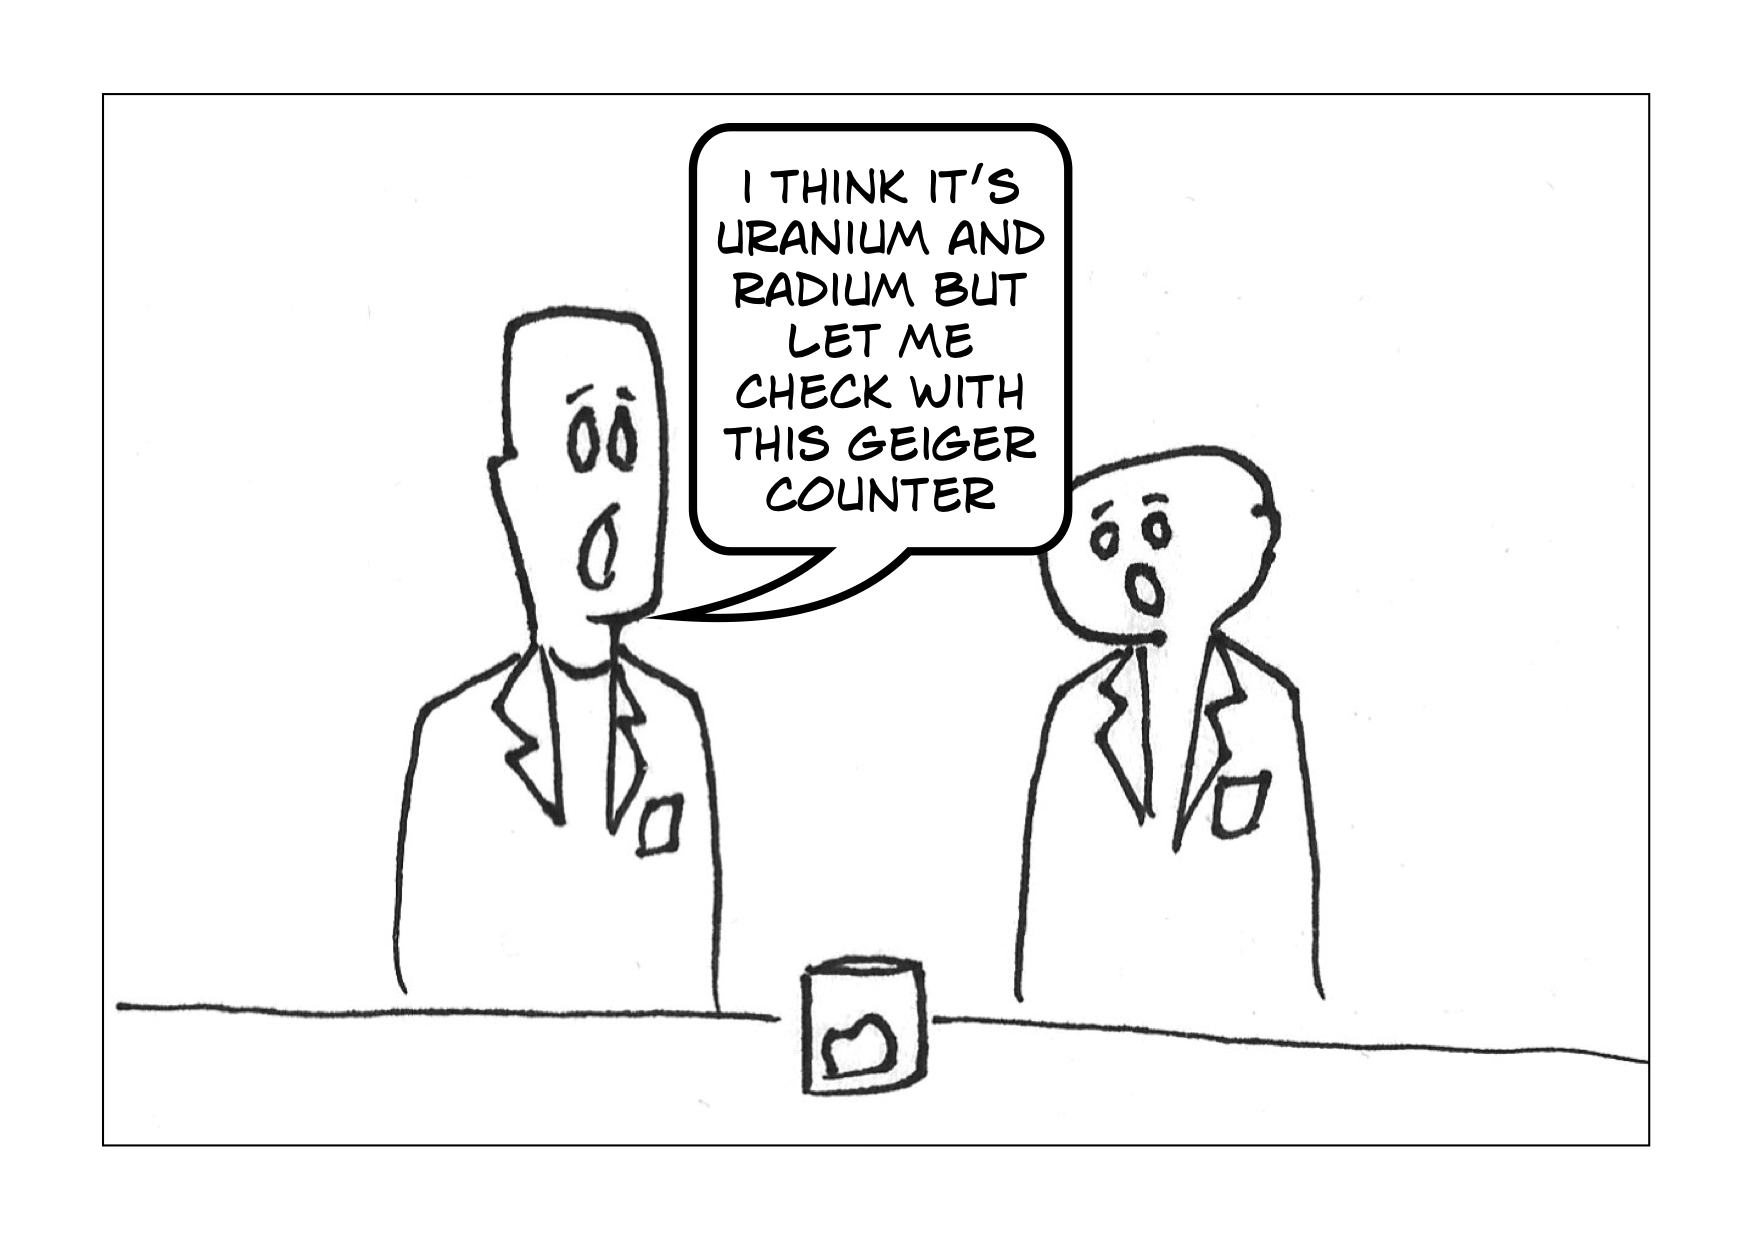 I THINK IT'S
URANIUM AND
RADIUM BUT
LET ME
CHECK WITH
THIS GEIGER
COUNTER